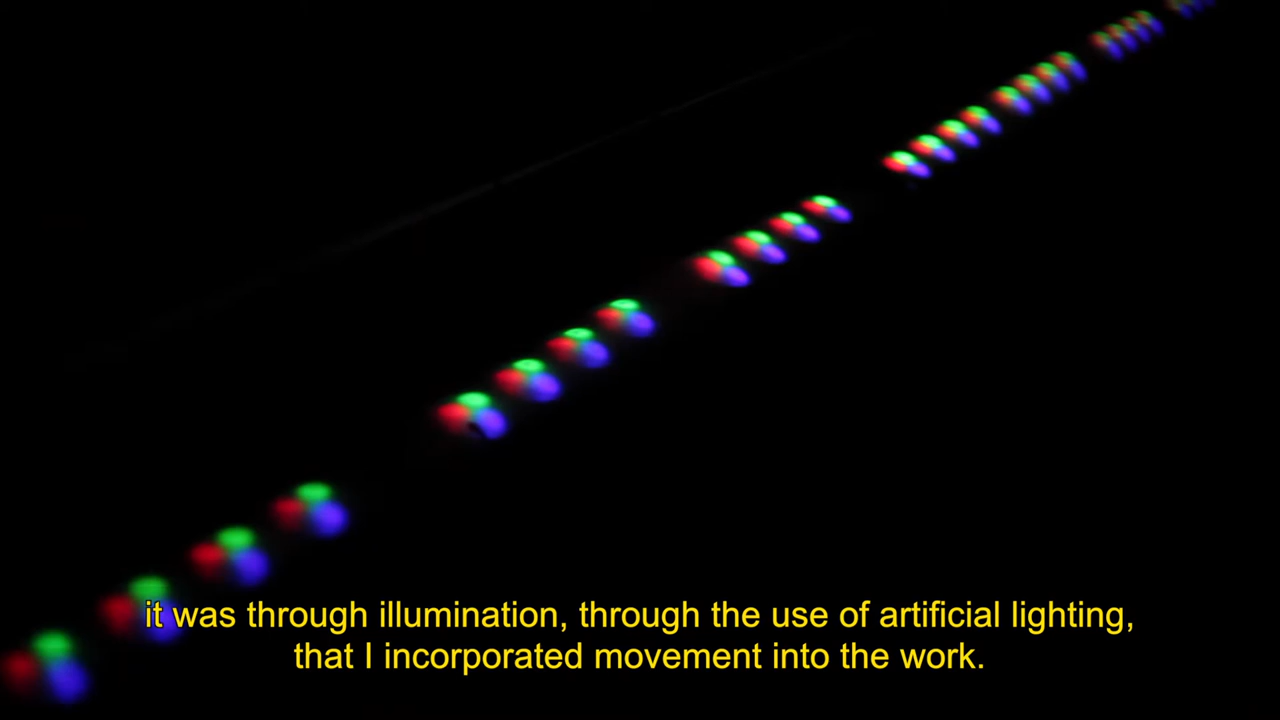 it was through illumination, through the use of artificial lighting,
that I incorporated movement into the work.